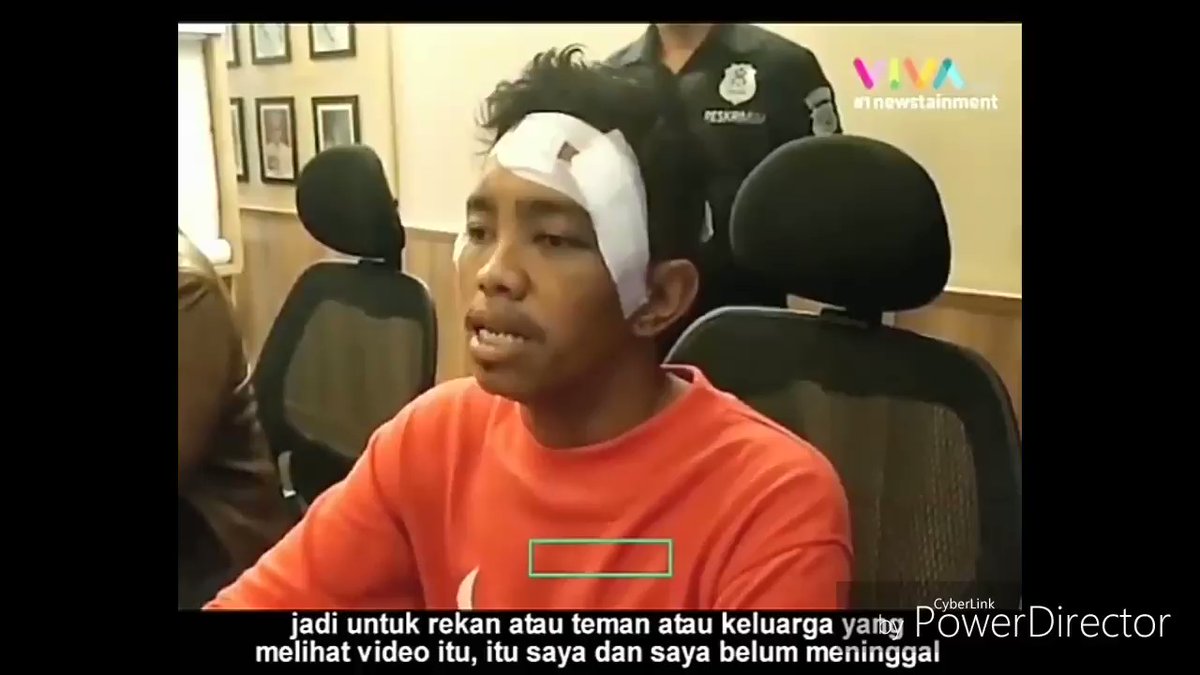 VIVA
#1newstainment
RESKRIM
CyberLink
by PowerDirector
jadi untuk rekan atau teman atau keluarga yang
melihat video itu, itu saya dan saya belum meninggal